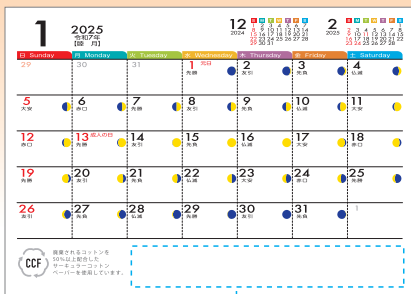 1
2025
令和7年
【睦 月】
12
2024
2
2025
日 Sunday 月 Monday 火 Tuesday 水 Wednesday 木 Thursday 金 Friday 土 Saturday
29 30 31 1 元日 2 3 4
先勝 友引 先負 仏滅
5 6 7 8 9 10 11
大安 赤口 先勝 友引 先負 仏滅 大安
12 13 成人の日 14 15 16 17 18
赤口 先勝 友引 先負 仏滅 大安 赤口
19 20 21 22 23 24 25
先勝 友引 先負 仏滅 大安 赤口 先勝
26 27 28 29 30 31 1
友引 先負 仏滅 先勝 友引 先負
CCF
廃棄されるコットンを
50%以上配合した
サーキュラーコットン
ペーパーを使用しています。